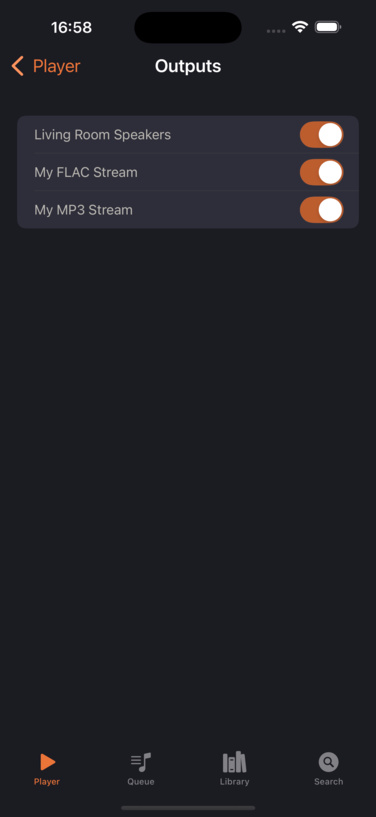 16:58
Player
Outputs
Living Room Speakers
My FLAC Stream
My MP3 Stream
Player
Queue
Library
Search